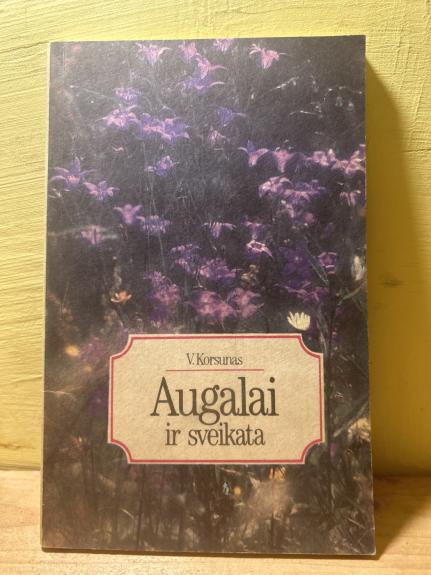 V. Korsunas
Augalai
ir sveikata